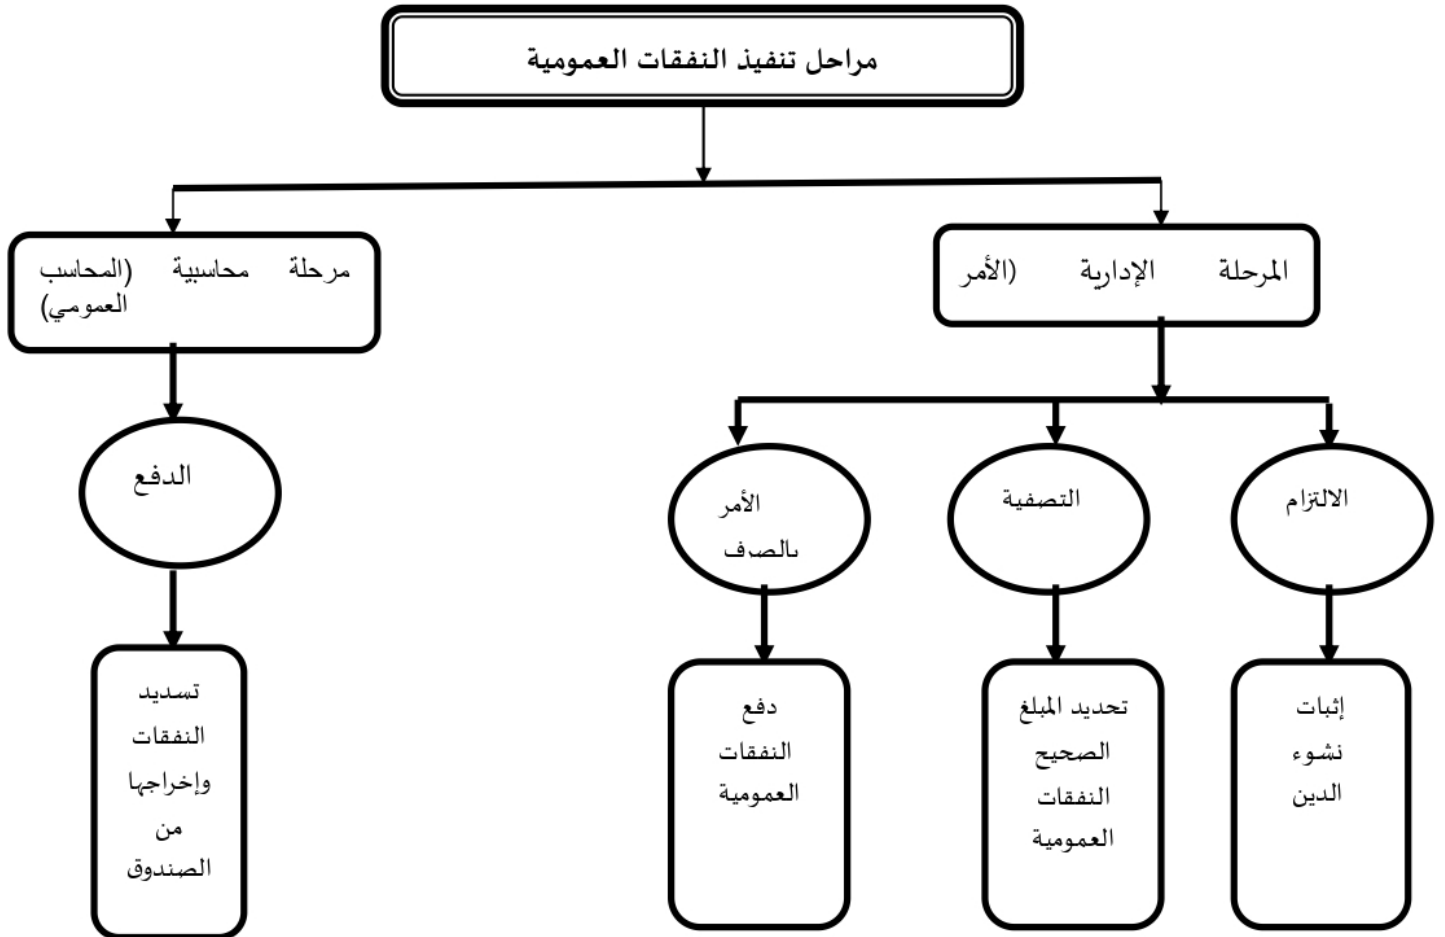 مراحل تنفيذ النفقات العمومية
المرحلة الإدارية (الأمر
مرحلة محاسبية (المحاسب
العمومي)
الالتزام
التصفية
الأمر
بالصرف
الدفع
إثبات
نشوء
الدين
تحديد المبلغ
الصحيح
النفقات
العمومية
دفع
النفقات
العمومية
تسديد
النفقات
وإخراجها
من
الصندوق